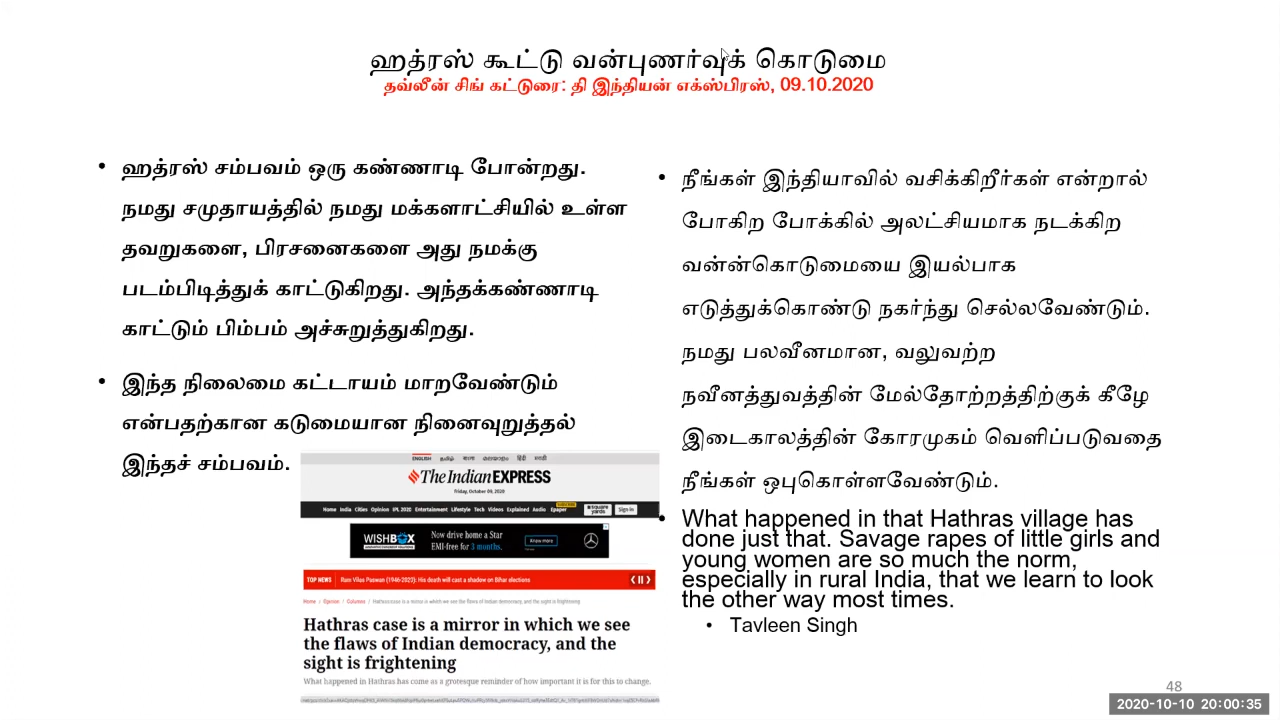 ஹத்ரஸ் கூட்டு வன்புணர்வுக் கொடுமை
தவ்லீன் சிங் கட்டுரை: தி இந்தியன் எக்ஸ்பிரஸ், 09.10.2020
• ஹத்ரஸ் சம்பவம் ஒரு கண்ணாடி போன்றது.
நமது சமுதாயத்தில் நமது மக்களாட்சியில் உள்ள
தவறுகளை, பிரசனைகளை அது நமக்கு
படம்பிடித்துக் காட்டுகிறது. அந்தக்கண்ணாடி
காட்டும் பிம்பம் அச்சுறுத்துகிறது.
• இந்த நிலைமை கட்டாயம் மாறவேண்டும்
என்பதற்கான கடுமையான நினைவுறுத்தல்
இந்தச் சம்பவம்.
ENGLISH தமிழ் বাংলা മലയാളം हिंदी मराठी
The Indian EXPRESS
Friday, October 09, 2020
Home India Cities Opinion IPL 2020 Entertainment Lifestyle Tech Videos Explained Audio Epaper square yards Sign in
WISHBOX Now drive home a Star
EMI-free for 3 months. Know more
TOP NEWS Ram Vilas Paswan (1946-2020): His death will cast a shadow on Bihar elections
Home / Opinion / Columns / Hathras case is a mirror in which we see the flaws of Indian democracy, and the sight is frightening
Hathras case is a mirror in which we see
the flaws of Indian democracy, and the
sight is frightening
What happened in Hathras has come as a grotesque reminder of how important it is for this to change.
• நீங்கள் இந்தியாவில் வசிக்கிறீர்கள் என்றால்
போகிற போக்கில் அலட்சியமாக நடக்கிற
வன்ன்கொடுமையை இயல்பாக
எடுத்துக்கொண்டு நகர்ந்து செல்லவேண்டும்.
நமது பலவீனமான, வலுவற்ற
நவீனத்துவத்தின் மேல்தோற்றத்திற்குக் கீழே
இடைகாலத்தின் கோரமுகம் வெளிப்படுவதை
நீங்கள் ஒபுகொள்ளவேண்டும்.
• What happened in that Hathras village has
done just that. Savage rapes of little girls and
young women are so much the norm,
especially in rural India, that we learn to look
the other way most times.
• Tavleen Singh
48
2020-10-10 20:00:35